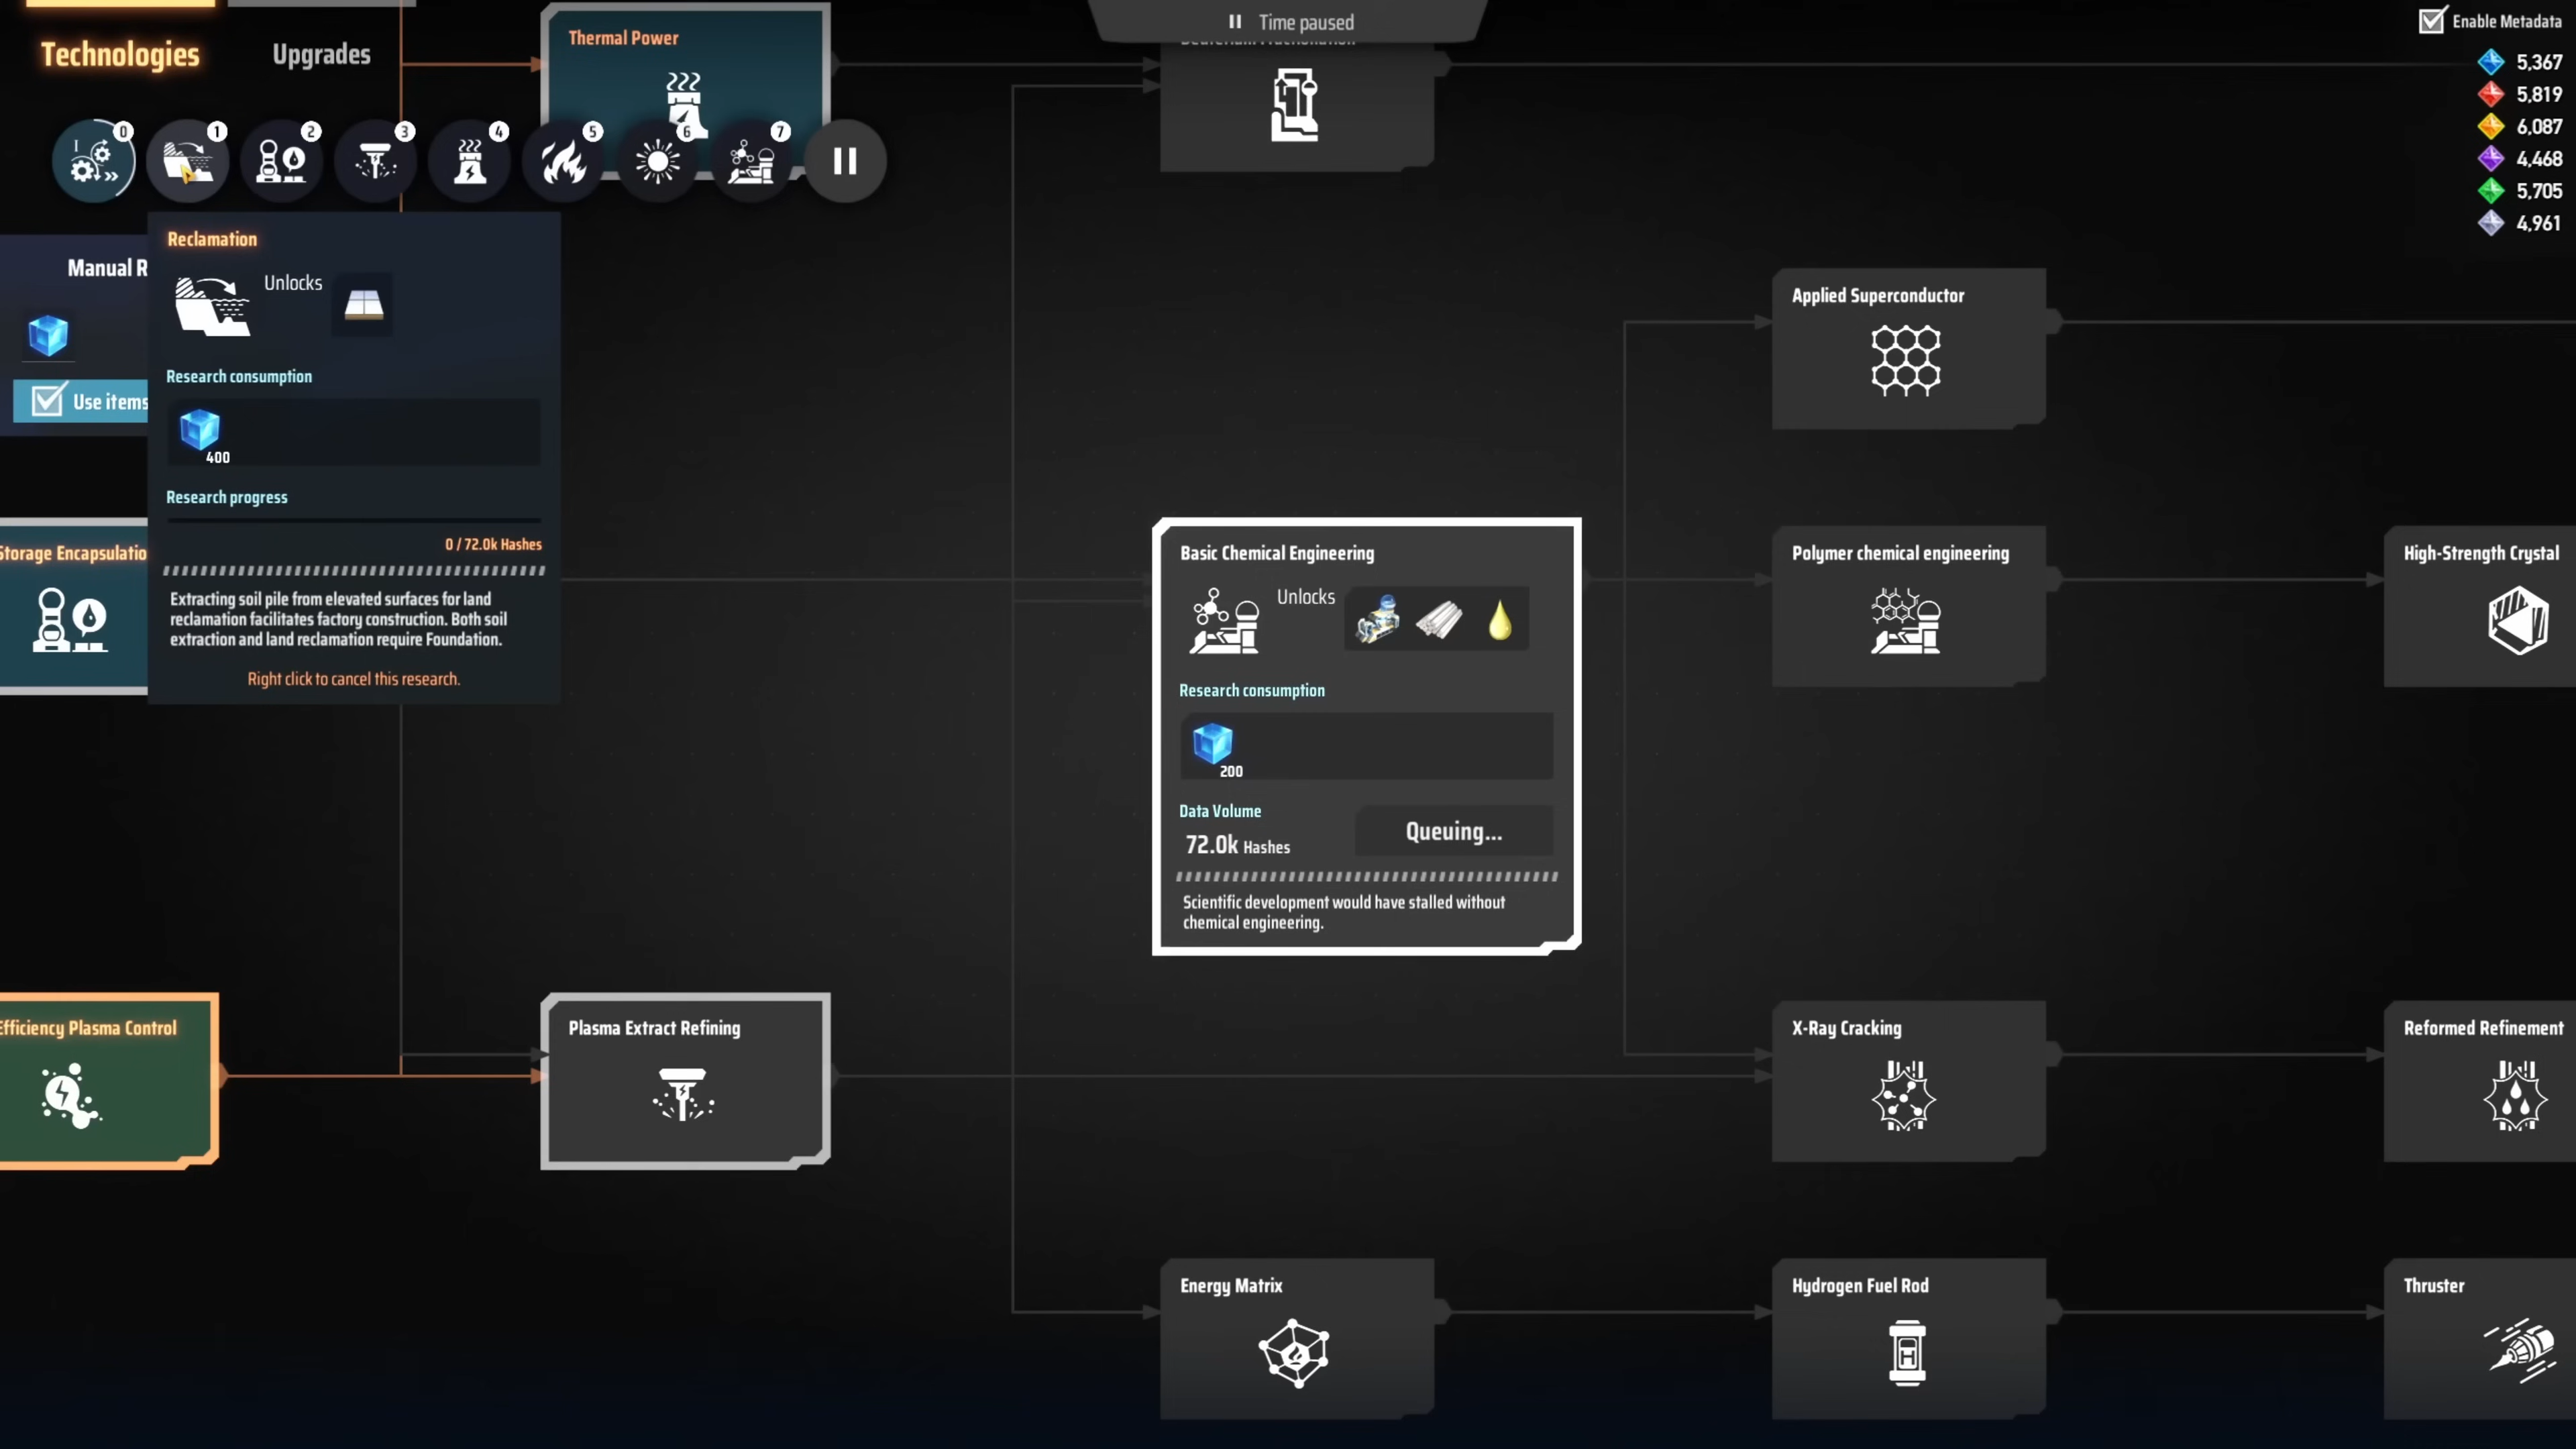 Technologies
Upgrades
Thermal Power
Time paused
Enable Metadata
5,367
5,819
6,087
4,468
5,705
4,961
0
1
2
3
4
5
6
7
Manual R
Use items
Reclamation
Unlocks
Research consumption
400
Research progress
0 / 72.0k Hashes
Extracting soil pile from elevated surfaces for land
reclamation facilitates factory construction. Both soil
extraction and land reclamation require Foundation.
Right click to cancel this research.
Storage Encapsulatio
Applied Superconductor
Basic Chemical Engineering
Unlocks
Research consumption
200
Data Volume
72.0k Hashes
Queuing...
Scientific development would have stalled without
chemical engineering.
Polymer chemical engineering
High-Strength Crystal
Efficiency Plasma Control
Plasma Extract Refining
X-Ray Cracking
Reformed Refinement
Energy Matrix
Hydrogen Fuel Rod
Thruster